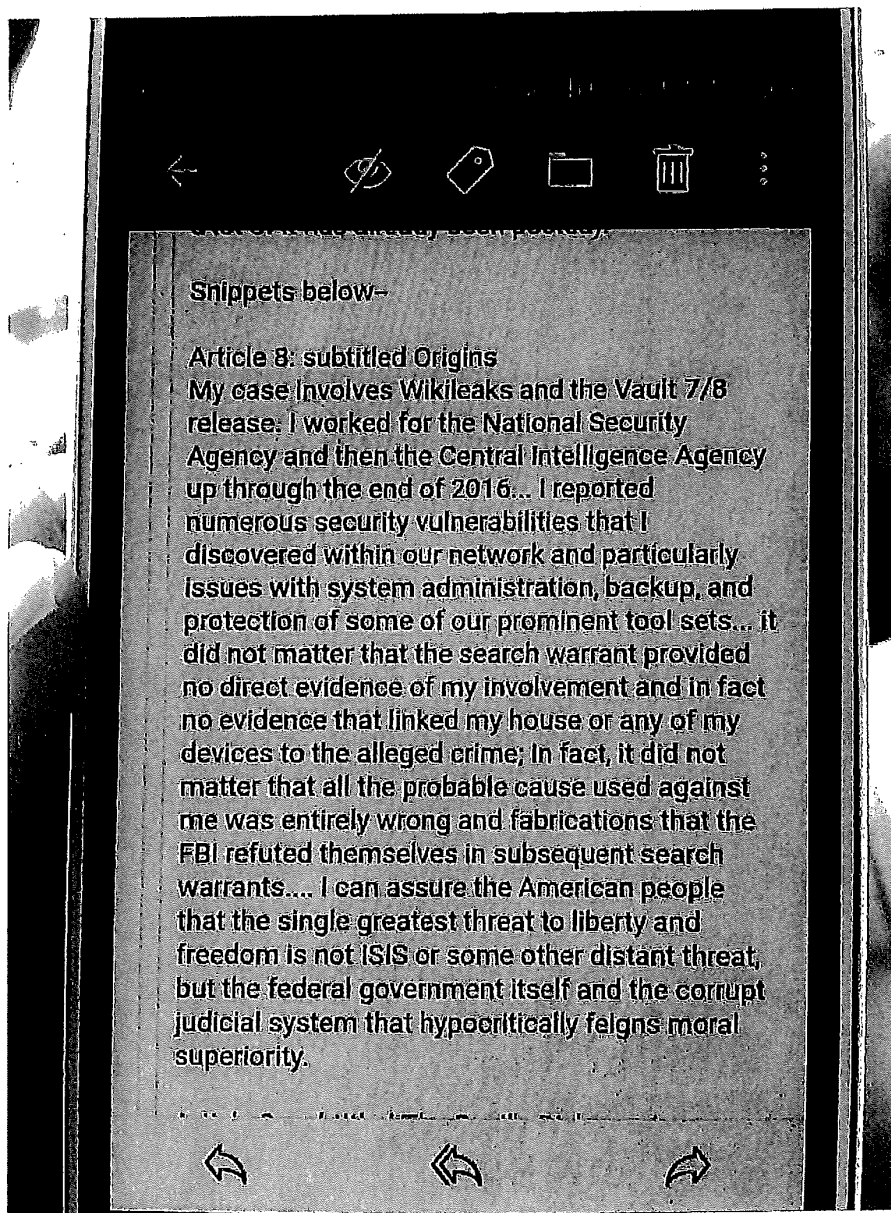 Snippets below--
Article 8: subtitled Origins
My case involves Wikileaks and the Vault 7/8
release. I worked for the National Security
Agency and then the Central Intelligence Agency
up through the end of 2016... I reported
numerous security vulnerabilities that I
discovered within our network and particularly
issues with system administration, backup, and
protection of some of our prominent tool sets... it
did not matter that the search warrant provided
no direct evidence of my involvement and in fact
no evidence that linked my house or any of my
devices to the alleged crime; in fact, it did not
matter that all the probable cause used against
me was entirely wrong and fabrications that the
FBI refuted themselves in subsequent search
warrants.... I can assure the American people
that the single greatest threat to liberty and
freedom is not ISIS or some other distant threat,
but the federal government itself and the corrupt
judicial system that hypocritically feigns moral
superiority.